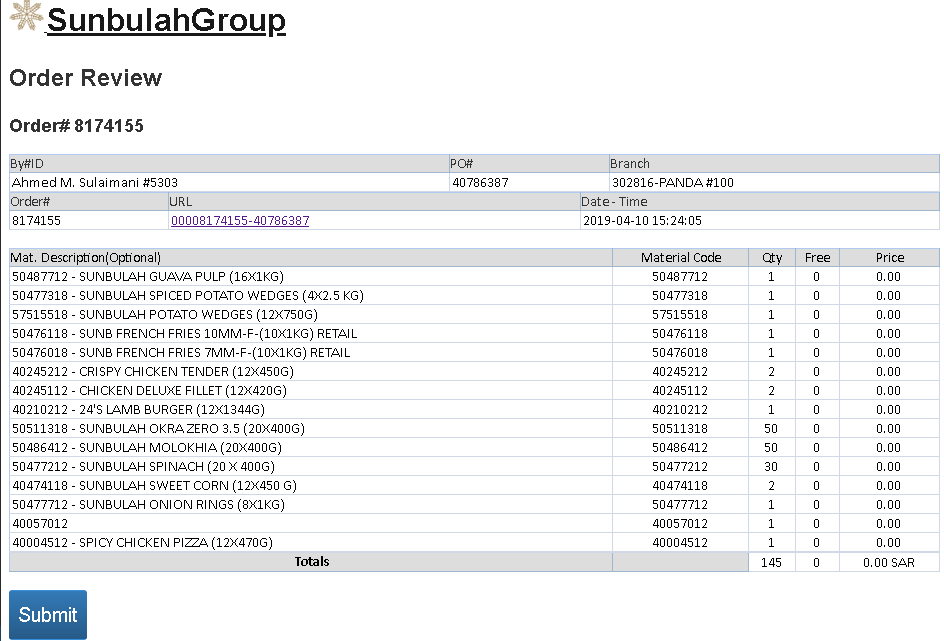 SunbulahGroup
Order Review
Order# 8174155
By#ID PO# Branch
Ahmed M. Sulaimani #5303 40786387 302816-PANDA #100
Order# URL Date - Time
8174155 00008174155-40786387 2019-04-10 15:24:05
Mat. Description(Optional) Material Code Qty Free Price
50487712 - SUNBULAH GUAVA PULP (16X1KG) 50487712 1 0 0.00
50477318 - SUNBULAH SPICED POTATO WEDGES (4X2.5 KG) 50477318 1 0 0.00
57515518 - SUNBULAH POTATO WEDGES (12X750G) 57515518 1 0 0.00
50476118 - SUNB FRENCH FRIES 10MM-F-(10X1KG) RETAIL 50476118 1 0 0.00
50476018 - SUNB FRENCH FRIES 7MM-F-(10X1KG) RETAIL 50476018 1 0 0.00
40245212 - CRISPY CHICKEN TENDER (12X450G) 40245212 2 0 0.00
40245112 - CHICKEN DELUXE FILLET (12X420G) 40245112 2 0 0.00
40210212 - 24'S LAMB BURGER (12X1344G) 40210212 1 0 0.00
50511318 - SUNBULAH OKRA ZERO 3.5 (20X400G) 50511318 50 0 0.00
50486412 - SUNBULAH MOLOKHIA (20X400G) 50486412 50 0 0.00
50477212 - SUNBULAH SPINACH (20 X 400G) 50477212 30 0 0.00
40474118 - SUNBULAH SWEET CORN (12X450 G) 40474118 2 0 0.00
50477712 - SUNBULAH ONION RINGS (8X1KG) 50477712 1 0 0.00
40057012 40057012 1 0 0.00
40004512 - SPICY CHICKEN PIZZA (12X470G) 40004512 1 0 0.00
Totals 145 0 0.00 SAR
Submit